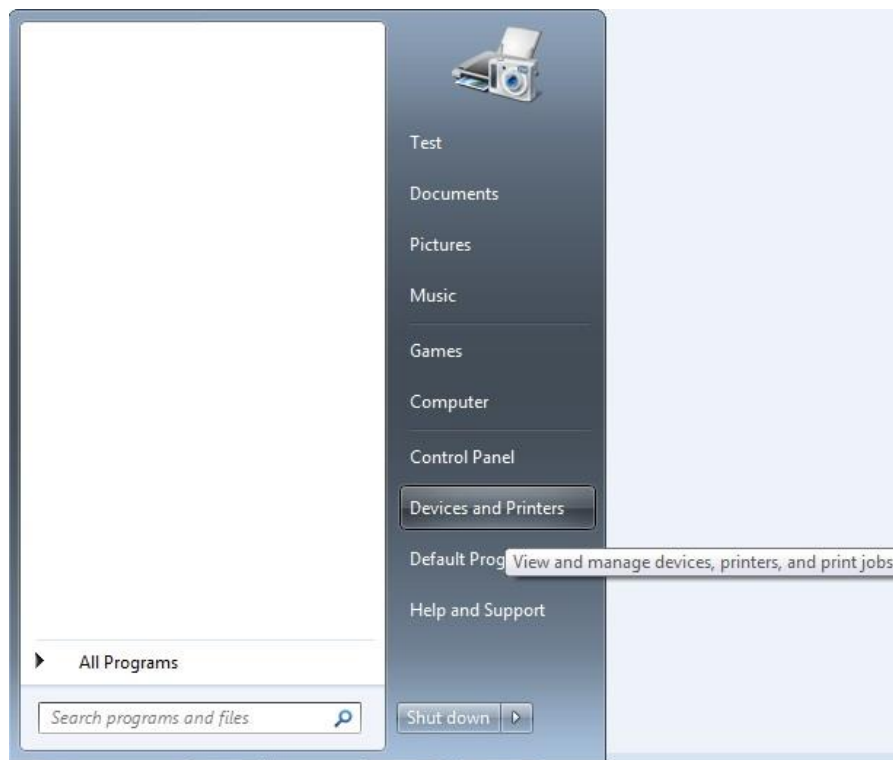 Test
Documents
Pictures
Music
Games
Computer
Control Panel
Devices and Printers
Default Prog
View and manage devices, printers, and print jobs
Help and Support
All Programs
Search programs and files
Shut down